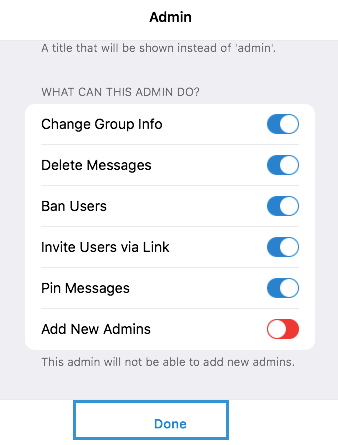 Admin
A title that will be shown instead of 'admin'.
WHAT CAN THIS ADMIN DO?
Change Group Info
Delete Messages
Ban Users
Invite Users via Link
Pin Messages
Add New Admins
This admin will not be able to add new admins.
Done